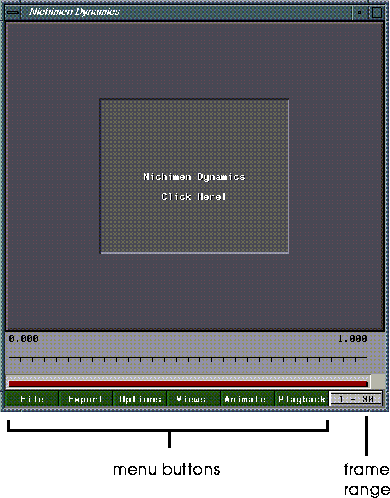 Nichimen Dynamics
Nichimen Dynamics
Click Here!
0.000 1.000
File Export Options Views Animate Playback 1 - 30
menu buttons
frame
range